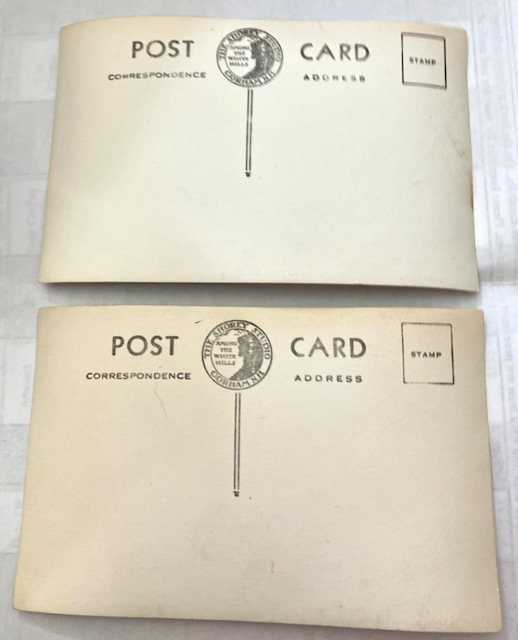 POST CARD
THE SHOREY STUDIO
AMONG
THE
WHITE
HILLS
GORHAM N.H.
STAMP
CORRESPONDENCE ADDRESS
POST CARD
THE SHOREY STUDIO
AMONG
THE
WHITE
HILLS
GORHAM N.H.
STAMP
CORRESPONDENCE ADDRESS